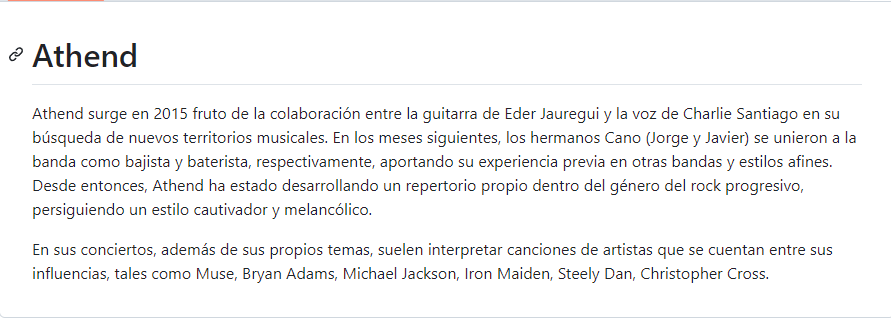 Athend
Athend surge en 2015 fruto de la colaboración entre la guitarra de Eder Jauregui y la voz de Charlie Santiago en su
búsqueda de nuevos territorios musicales. En los meses siguientes, los hermanos Cano (Jorge y Javier) se unieron a la
banda como bajista y baterista, respectivamente, aportando su experiencia previa en otras bandas y estilos afines.
Desde entonces, Athend ha estado desarrollando un repertorio propio dentro del género del rock progresivo,
persiguiendo un estilo cautivador y melancólico.
En sus conciertos, además de sus propios temas, suelen interpretar canciones de artistas que se cuentan entre sus
influencias, tales como Muse, Bryan Adams, Michael Jackson, Iron Maiden, Steely Dan, Christopher Cross.